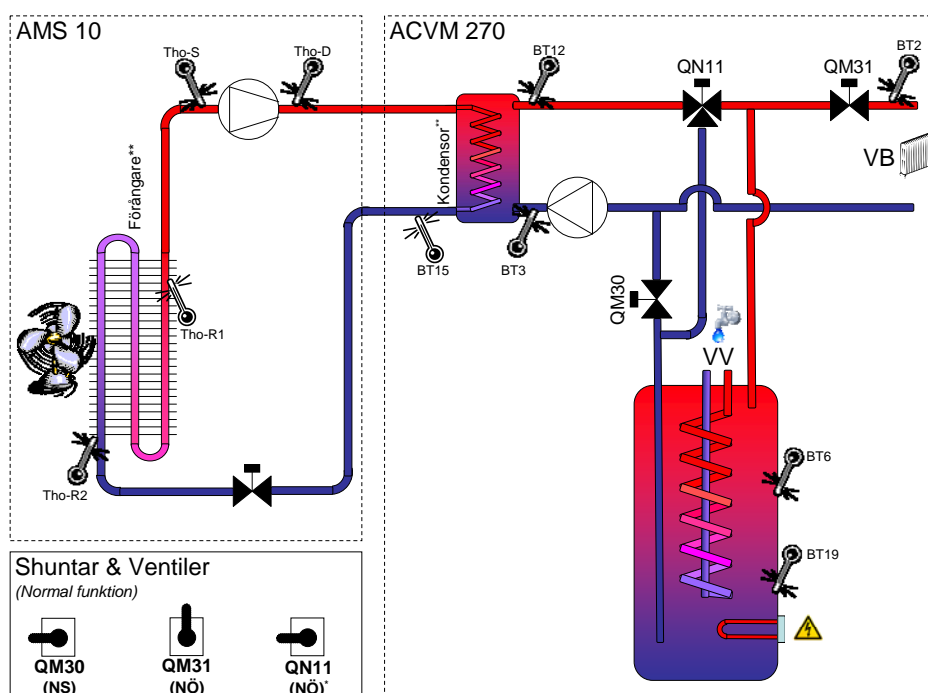 AMS 10
ACVM 270
Tho-S
Tho-D
BT12
BT2
QN11
QM31
Förångare**
Kondensor**
VB
BT15
BT3
QM30
Tho-R1
VV
Tho-R2
BT6
BT19
Shuntar & Ventiler
(Normal funktion)
QM30
QM31
QN11
(NS)
(NÖ)
(NÖ)*